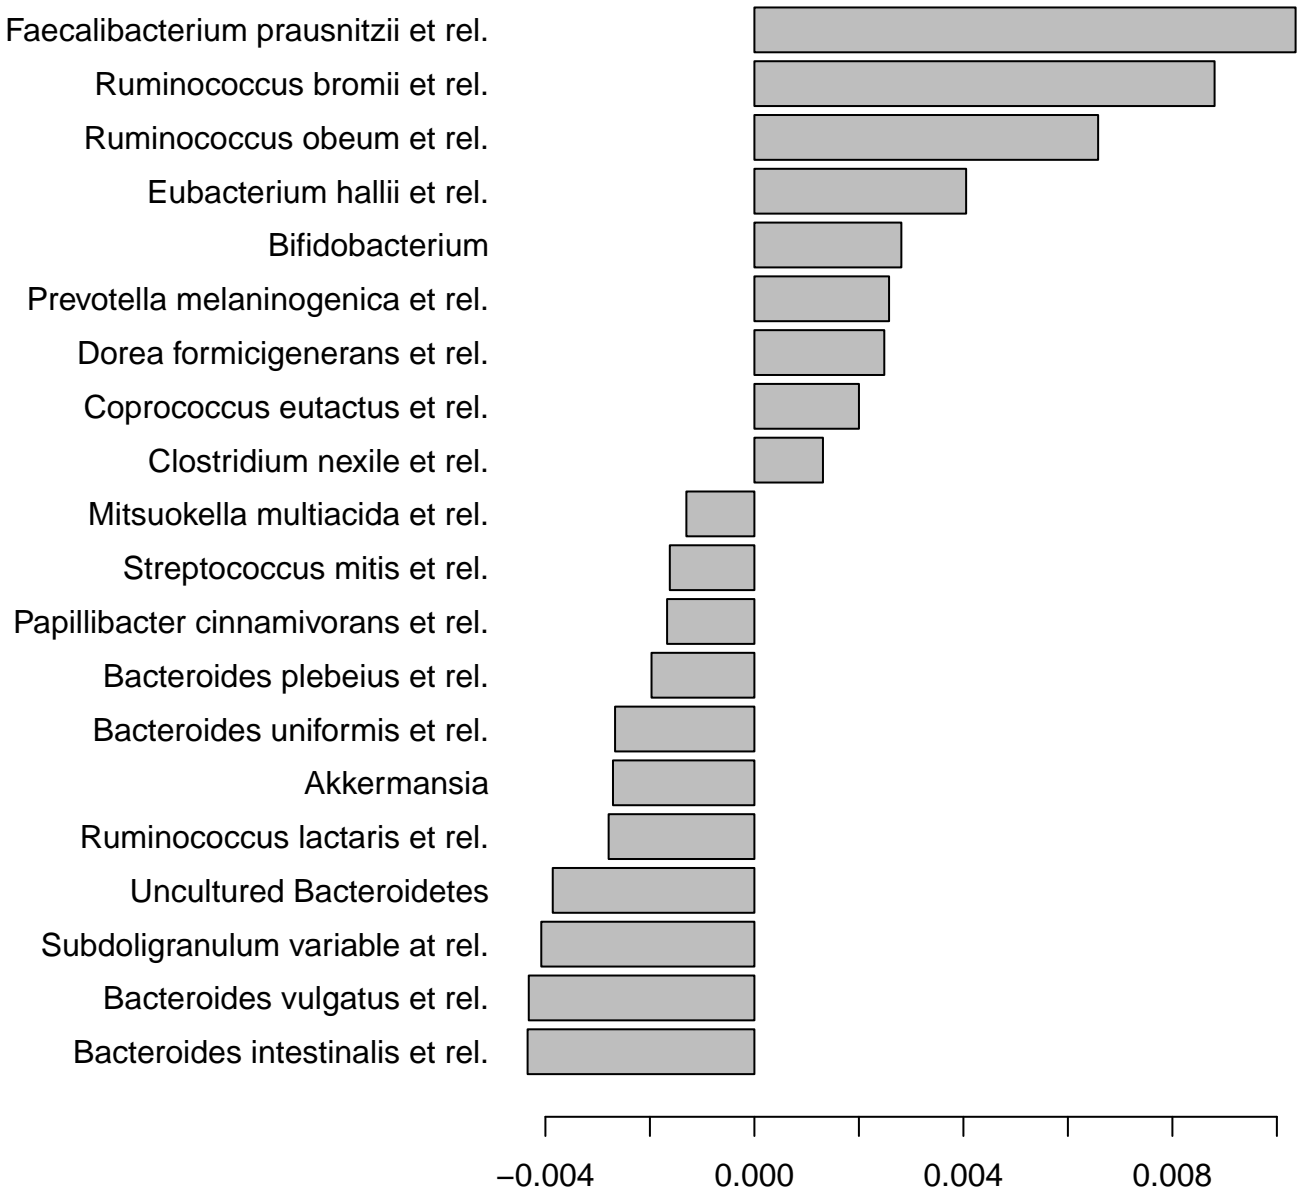 Faecalibacterium prausnitzii et rel.
Ruminococcus bromii et rel.
Ruminococcus obeum et rel.
Eubacterium hallii et rel.
Bifidobacterium
Prevotella melaninogenica et rel.
Dorea formicigenerans et rel.
Coprococcus eutactus et rel.
Clostridium nexile et rel.
Mitsuokella multiacida et rel.
Streptococcus mitis et rel.
Papillibacter cinnamivorans et rel.
Bacteroides plebeius et rel.
Bacteroides uniformis et rel.
Akkermansia
Ruminococcus lactaris et rel.
Uncultured Bacteroidetes
Subdoligranulum variable at rel.
Bacteroides vulgatus et rel.
Bacteroides intestinalis et rel.
−0.004 0.000 0.004 0.008